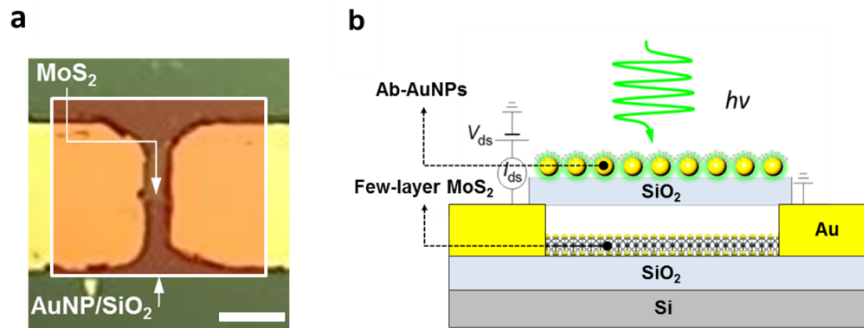 a
MoS₂
AuNP/SiO₂
b
Ab-AuNPs
hν
Vds
Ids
Few-layer MoS₂
SiO₂
Au
SiO₂
Si